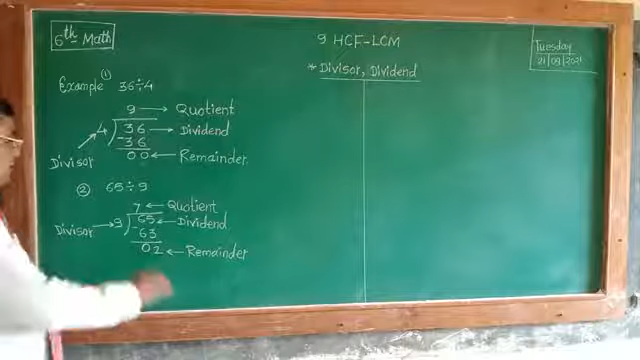 6th Math
9 HCF-LCM
Tuesday
21/09/2021
* Divisor, Dividend
Example (1) 36÷4
9 → Quotient
4 ) 36 → Dividend
Divisor
-36
00 ← Remainder
(2) 65÷9
7 ← Quotient
Divisor → 9 ) 65 ← Dividend
-63
02 ← Remainder